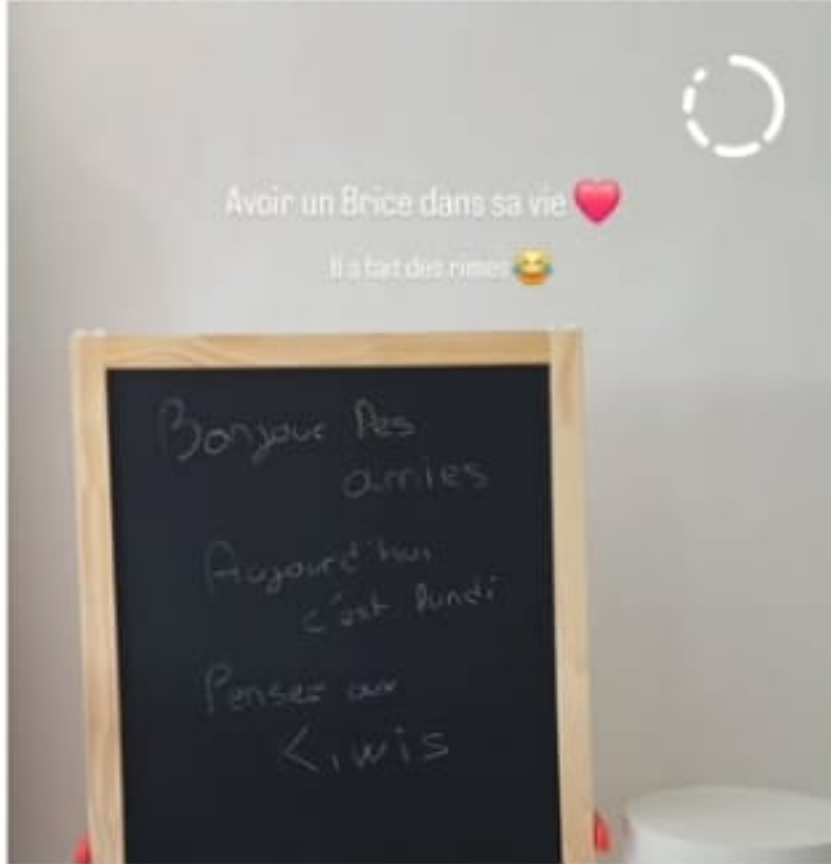 Avoir un Brice dans sa vie ❤️
Il a fait des rimes 😂
Bonjour les
amies
Aujourd'hui
c'est lundi
Penser aux
Kiwis